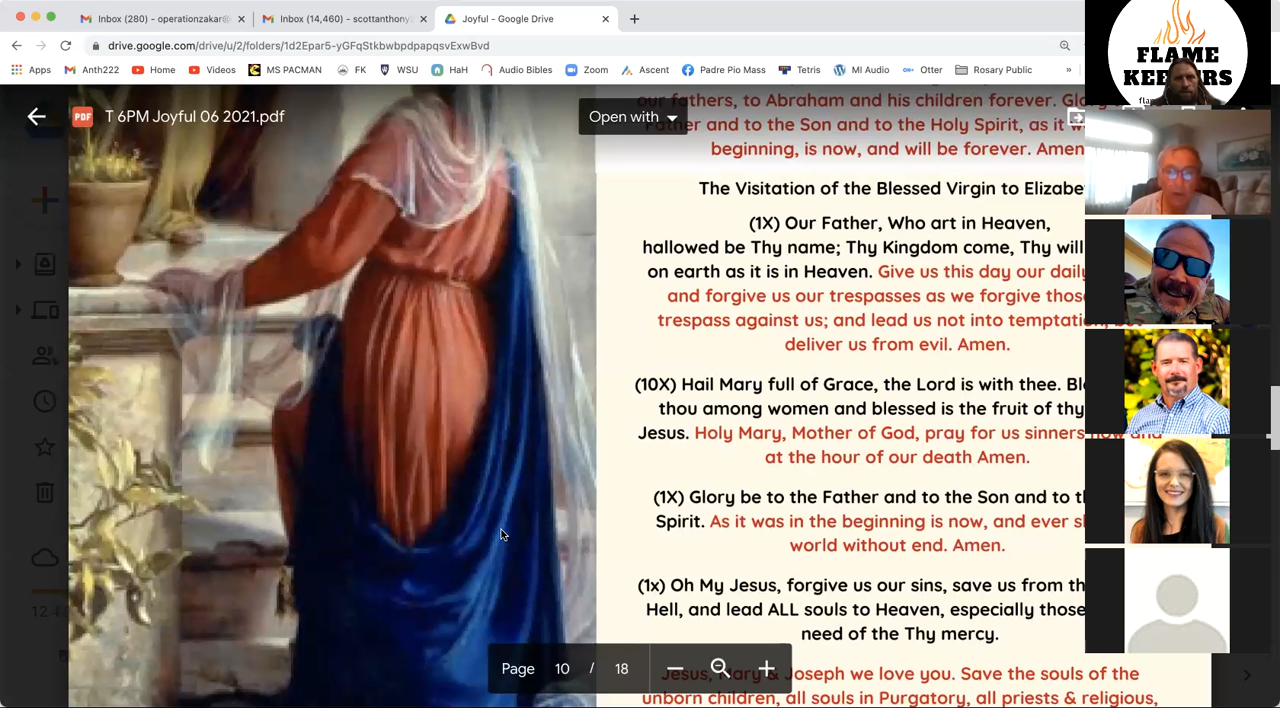 Inbox (280) - operationzakar@
Inbox (14,460) - scottanthony
Joyful - Google Drive
drive.google.com/drive/u/2/folders/1d2Epar5-yGFqStkbwbpdpapqsvExwBvd
Apps Anth222 Home Videos MS PACMAN FK WSU Hall Audio Bibles Zoom Ascent Padre Pio Mass Tetris MI Audio Otter Rosary Public »
FLAME
KEEPERS
PDF T 6PM Joyful 06 2021.pdf
Open with
our fathers, to Abraham and his children forever.
Father and to the Son and to the Holy Spirit, as it
beginning, is now, and will be forever. Amen
The Visitation of the Blessed Virgin to
(1X) Our Father, Who art in Heaven,
hallowed be Thy name; Thy Kingdom come, Thy will
on earth as it is in Heaven. Give us this day our
and forgive us our trespasses as we forgive
trespass against us; and lead us not into
deliver us from evil. Amen.
(10X) Hail Mary full of Grace, the Lord is with thee.
thou among women and blessed is the fruit of thy
Jesus. Holy Mary, Mother of God, pray for us sinners now and
at the hour of our death Amen.
(1X) Glory be to the Father and to the Son and to
Spirit. As it was in the beginning is now, and ever
world without end. Amen.
(1x) Oh My Jesus, forgive us our sins, save us from
Hell, and lead ALL souls to Heaven, especially those
need of the Thy mercy.
Jesus, Mary & Joseph we love you. Save the souls of the
unborn children, all souls in Purgatory, all priests & religious,
Page 10 / 18
12.4